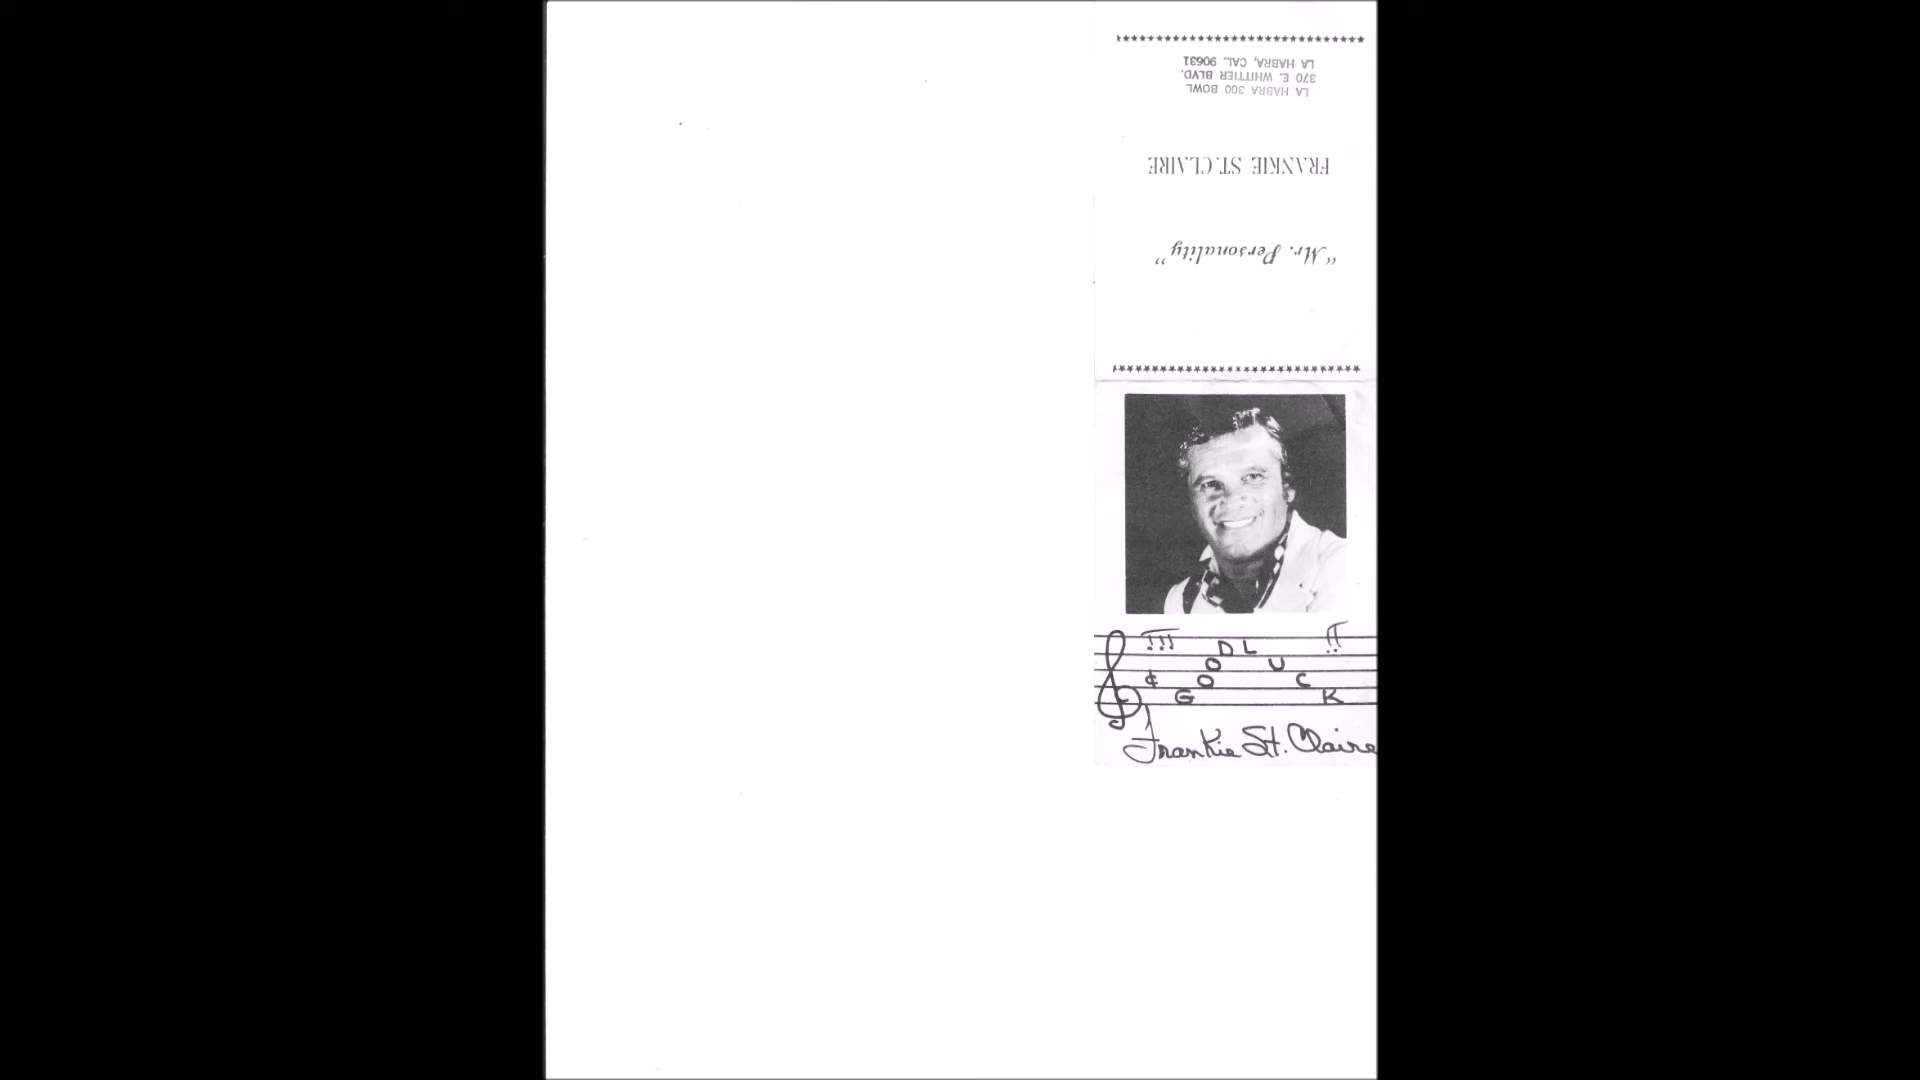 ★★★★★★★★★★★★★★★★★★★★★★★★★★★★★★★
"Mr. Personality"
FRANKIE ST. CLAIRE
LA HABRA 300 BOWL
370 E. WHITTIER BLVD.
LA HABRA, CAL. 90631
★★★★★★★★★★★★★★★★★★★★★★★★★★★★★★★
GOOD LUCK
Frankie St. Claire